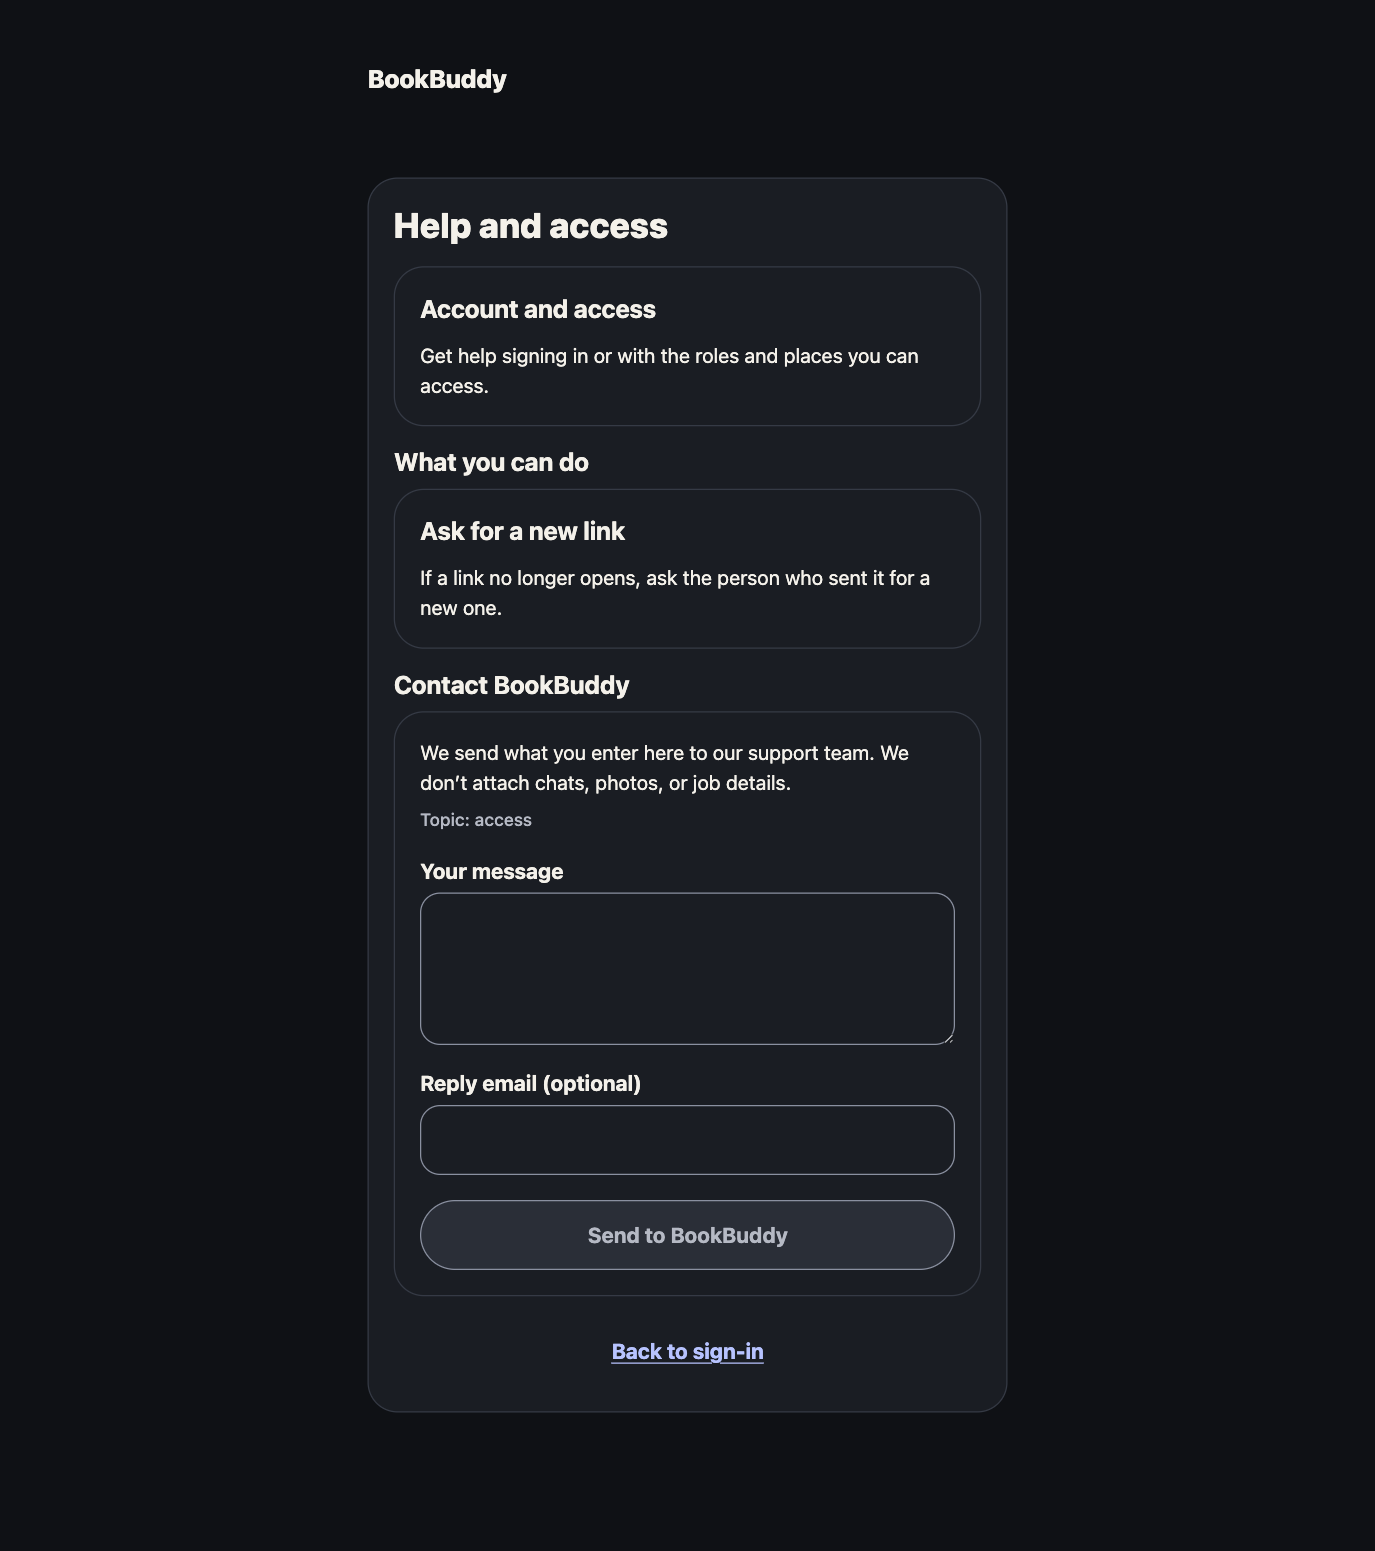 BookBuddy
Help and access
Account and access
Get help signing in or with the roles and places you can
access.
What you can do
Ask for a new link
If a link no longer opens, ask the person who sent it for a
new one.
Contact BookBuddy
We send what you enter here to our support team. We
don’t attach chats, photos, or job details.
Topic: access
Your message
Reply email (optional)
Send to BookBuddy
Back to sign-in